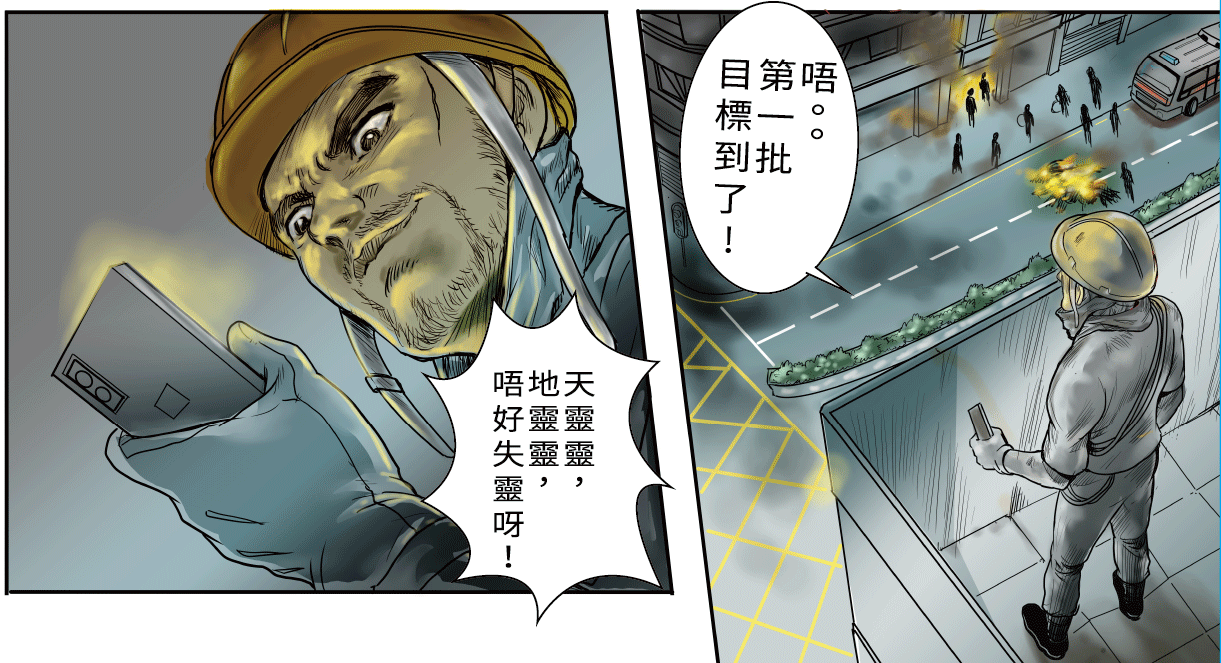 唔。。
第一批
目標到了！
天靈靈，
地靈靈，
唔好失靈呀！